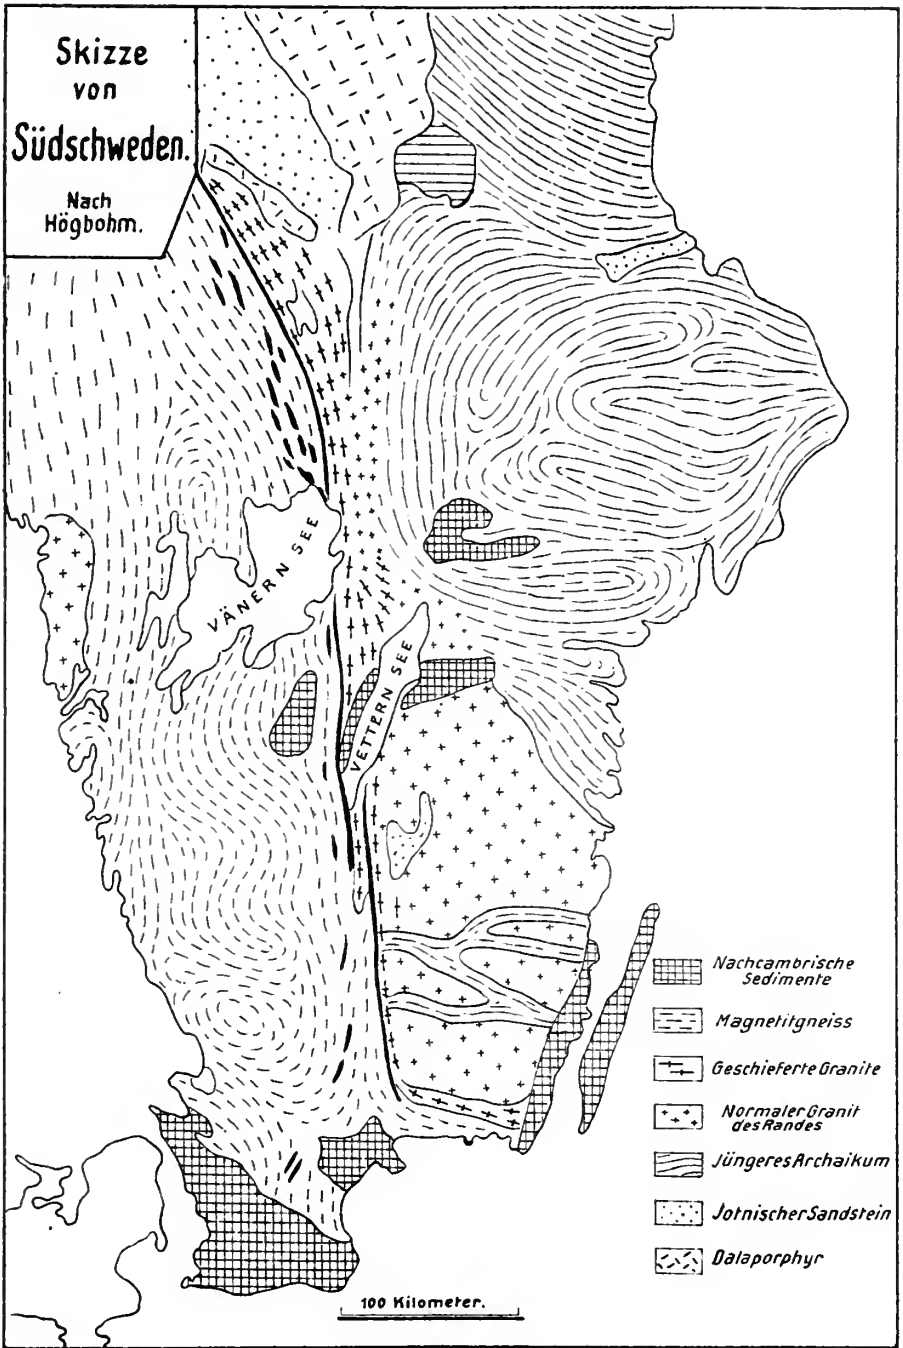 Skizze
von
Südschweden.
Nach
Högbohm.
VÄNERN SEE
VETTERN SEE
Nachcambrische
Sedimente
Magnetitgneiss
Geschieferte Granite
Normaler Granit
des Randes
Jüngeres Archaikum
Jotnischer Sandstein
Dalaporphyr
100 Kilometer.